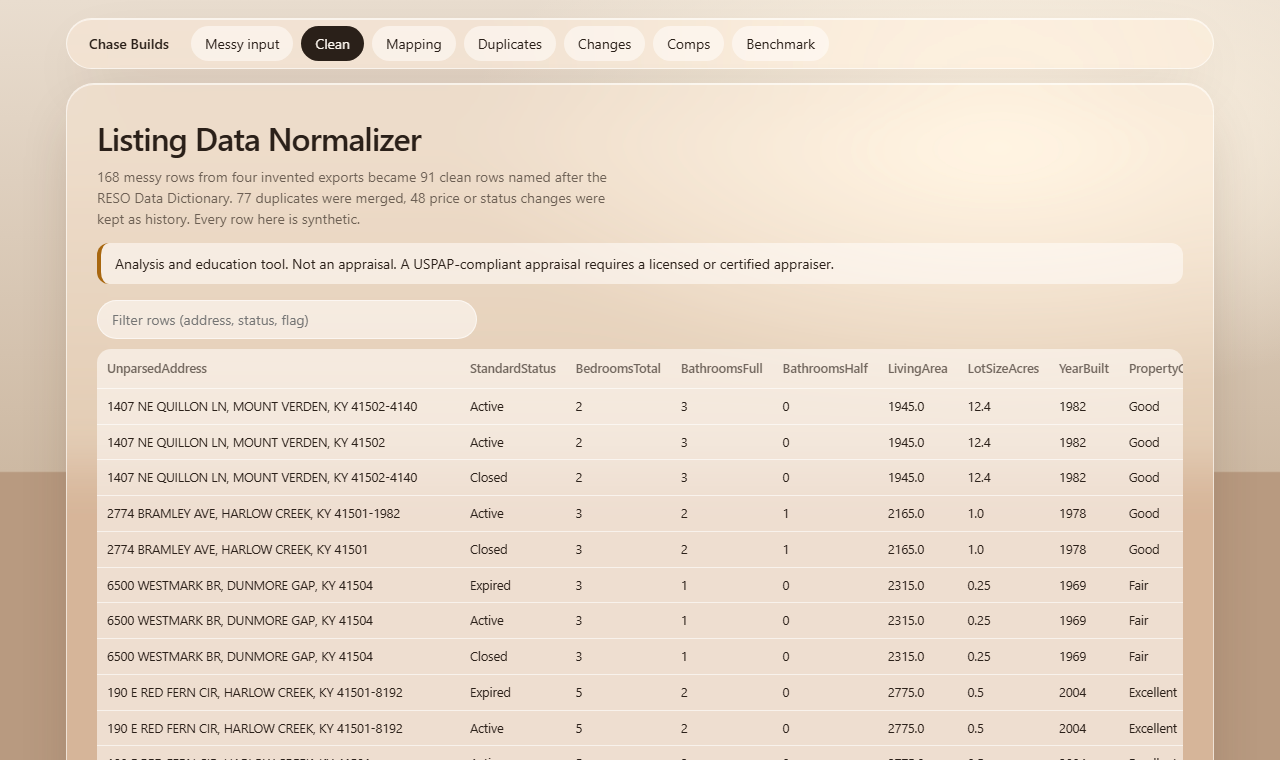 Chase Builds Messy input Clean Mapping Duplicates Changes Comps Benchmark
Listing Data Normalizer
168 messy rows from four invented exports became 91 clean rows named after the
RESO Data Dictionary. 77 duplicates were merged, 48 price or status changes were
kept as history. Every row here is synthetic.
Analysis and education tool. Not an appraisal. A USPAP-compliant appraisal requires a licensed or certified appraiser.
Filter rows (address, status, flag)
UnparsedAddress StandardStatus BedroomsTotal BathroomsFull BathroomsHalf LivingArea LotSizeAcres YearBuilt
1407 NE QUILLON LN, MOUNT VERDEN, KY 41502-4140 Active 2 3 0 1945.0 12.4 1982 Good
1407 NE QUILLON LN, MOUNT VERDEN, KY 41502 Active 2 3 0 1945.0 12.4 1982 Good
1407 NE QUILLON LN, MOUNT VERDEN, KY 41502-4140 Closed 2 3 0 1945.0 12.4 1982 Good
2774 BRAMLEY AVE, HARLOW CREEK, KY 41501-1982 Active 3 2 1 2165.0 1.0 1978 Good
2774 BRAMLEY AVE, HARLOW CREEK, KY 41501 Closed 3 2 1 2165.0 1.0 1978 Good
6500 WESTMARK BR, DUNMORE GAP, KY 41504 Expired 3 1 0 2315.0 0.25 1969 Fair
6500 WESTMARK BR, DUNMORE GAP, KY 41504 Active 3 1 0 2315.0 0.25 1969 Fair
6500 WESTMARK BR, DUNMORE GAP, KY 41504 Closed 3 1 0 2315.0 0.25 1969 Fair
190 E RED FERN CIR, HARLOW CREEK, KY 41501-8192 Expired 5 2 0 2775.0 0.5 2004 Excellent
190 E RED FERN CIR, HARLOW CREEK, KY 41501-8192 Active 5 2 0 2775.0 0.5 2004 Excellent